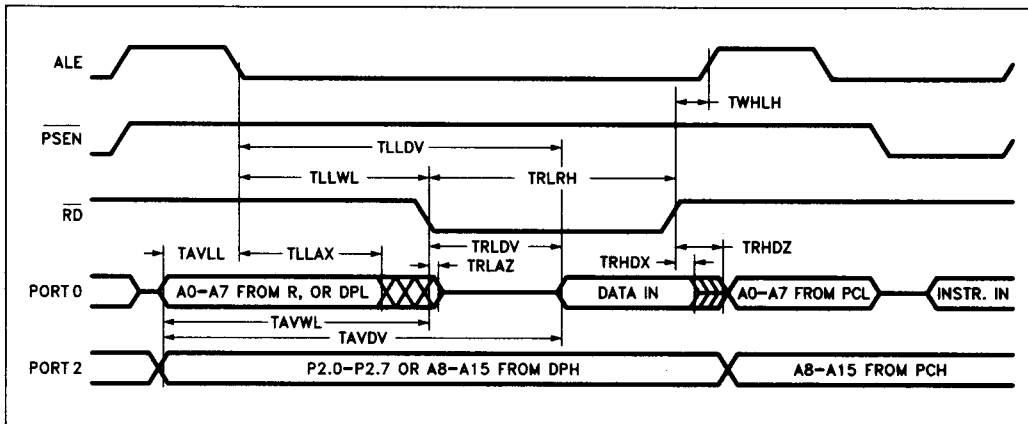 ALE
TWHLH
PSEN
TLLDV
TLLWL
TRLRH
RD
TAVLL
TLLAX
TRLDV
TRLAZ
TRHDX
TRHDZ
PORT 0
A0-A7 FROM R, OR DPL
DATA IN
A0-A7 FROM PCL
INSTR. IN
TAVWL
TAVDV
PORT 2
P2.0-P2.7 OR A8-A15 FROM DPH
A8-A15 FROM PCH